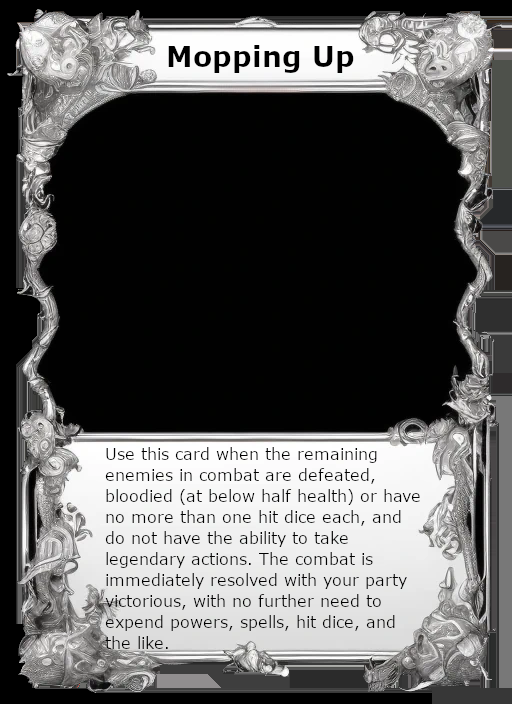 Mopping Up
Use this card when the remaining
enemies in combat are defeated,
bloodied (at below half health) or have
no more than one hit dice each, and
do not have the ability to take
legendary actions. The combat is
immediately resolved with your party
victorious, with no further need to
expend powers, spells, hit dice, and
the like.